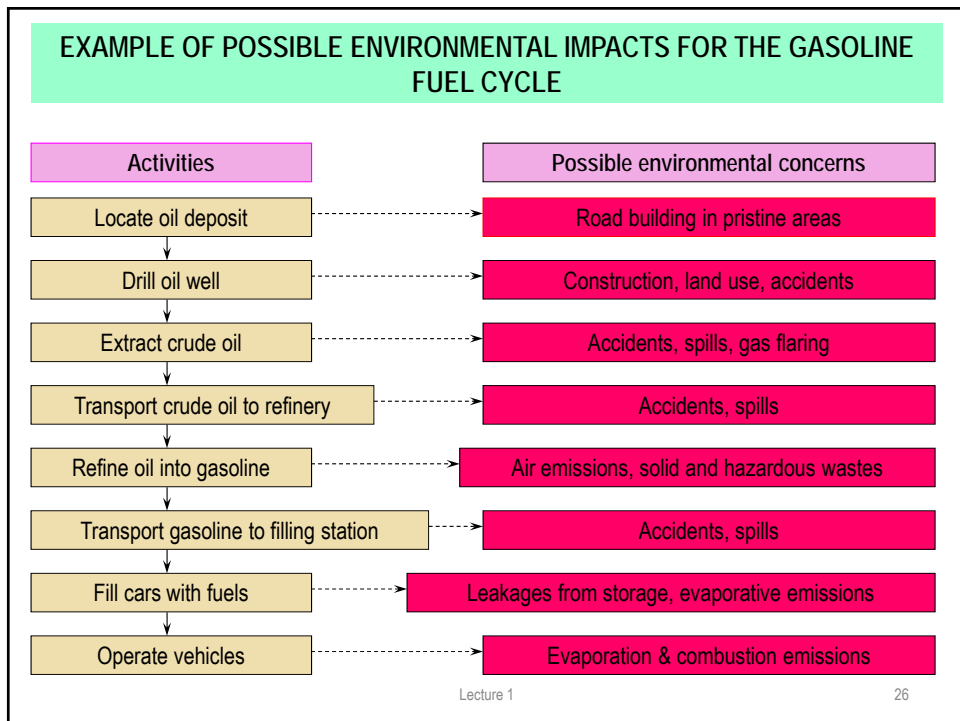 EXAMPLE OF POSSIBLE ENVIRONMENTAL IMPACTS FOR THE GASOLINE
FUEL CYCLE
Activities
Possible environmental concerns
Locate oil deposit
Road building in pristine areas
Drill oil well
Construction, land use, accidents
Extract crude oil
Accidents, spills, gas flaring
Transport crude oil to refinery
Accidents, spills
Refine oil into gasoline
Air emissions, solid and hazardous wastes
Transport gasoline to filling station
Accidents, spills
Fill cars with fuels
Leakages from storage, evaporative emissions
Operate vehicles
Evaporation & combustion emissions
Lecture 1
26